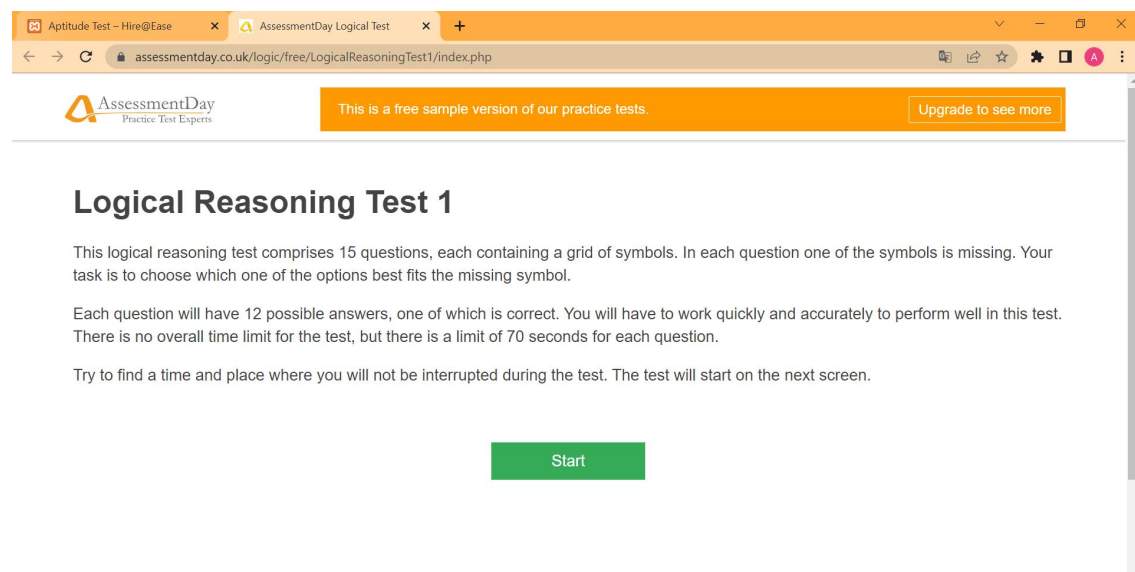 Aptitude Test – Hire@Ease
AssessmentDay Logical Test
assessmentday.co.uk/logic/free/LogicalReasoningTest1/index.php
A
AssessmentDay
Practice Test Experts
This is a free sample version of our practice tests.
Upgrade to see more
Logical Reasoning Test 1
This logical reasoning test comprises 15 questions, each containing a grid of symbols. In each question one of the symbols is missing. Your
task is to choose which one of the options best fits the missing symbol.
Each question will have 12 possible answers, one of which is correct. You will have to work quickly and accurately to perform well in this test.
There is no overall time limit for the test, but there is a limit of 70 seconds for each question.
Try to find a time and place where you will not be interrupted during the test. The test will start on the next screen.
Start